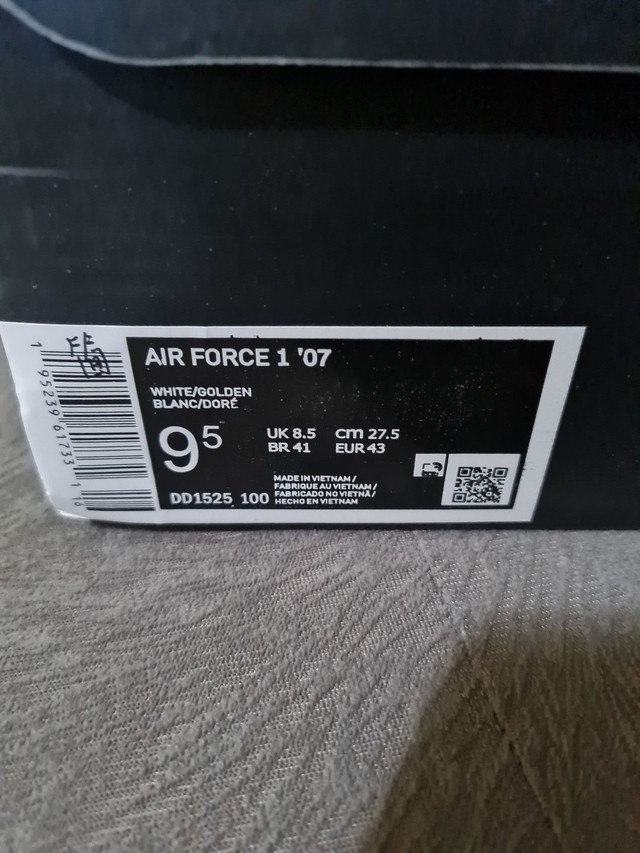 AIR FORCE 1 '07
WHITE/GOLDEN
BLANC/DORÉ
9⁵
UK 8.5 cm 27.5
BR 41 EUR 43
DD1525 100
MADE IN VIETNAM/
FABRIQUE AU VIETNAM/
FABRICADO NO VIETNÃ/
HECHO EN VIETNAM
1 95239 61733 1